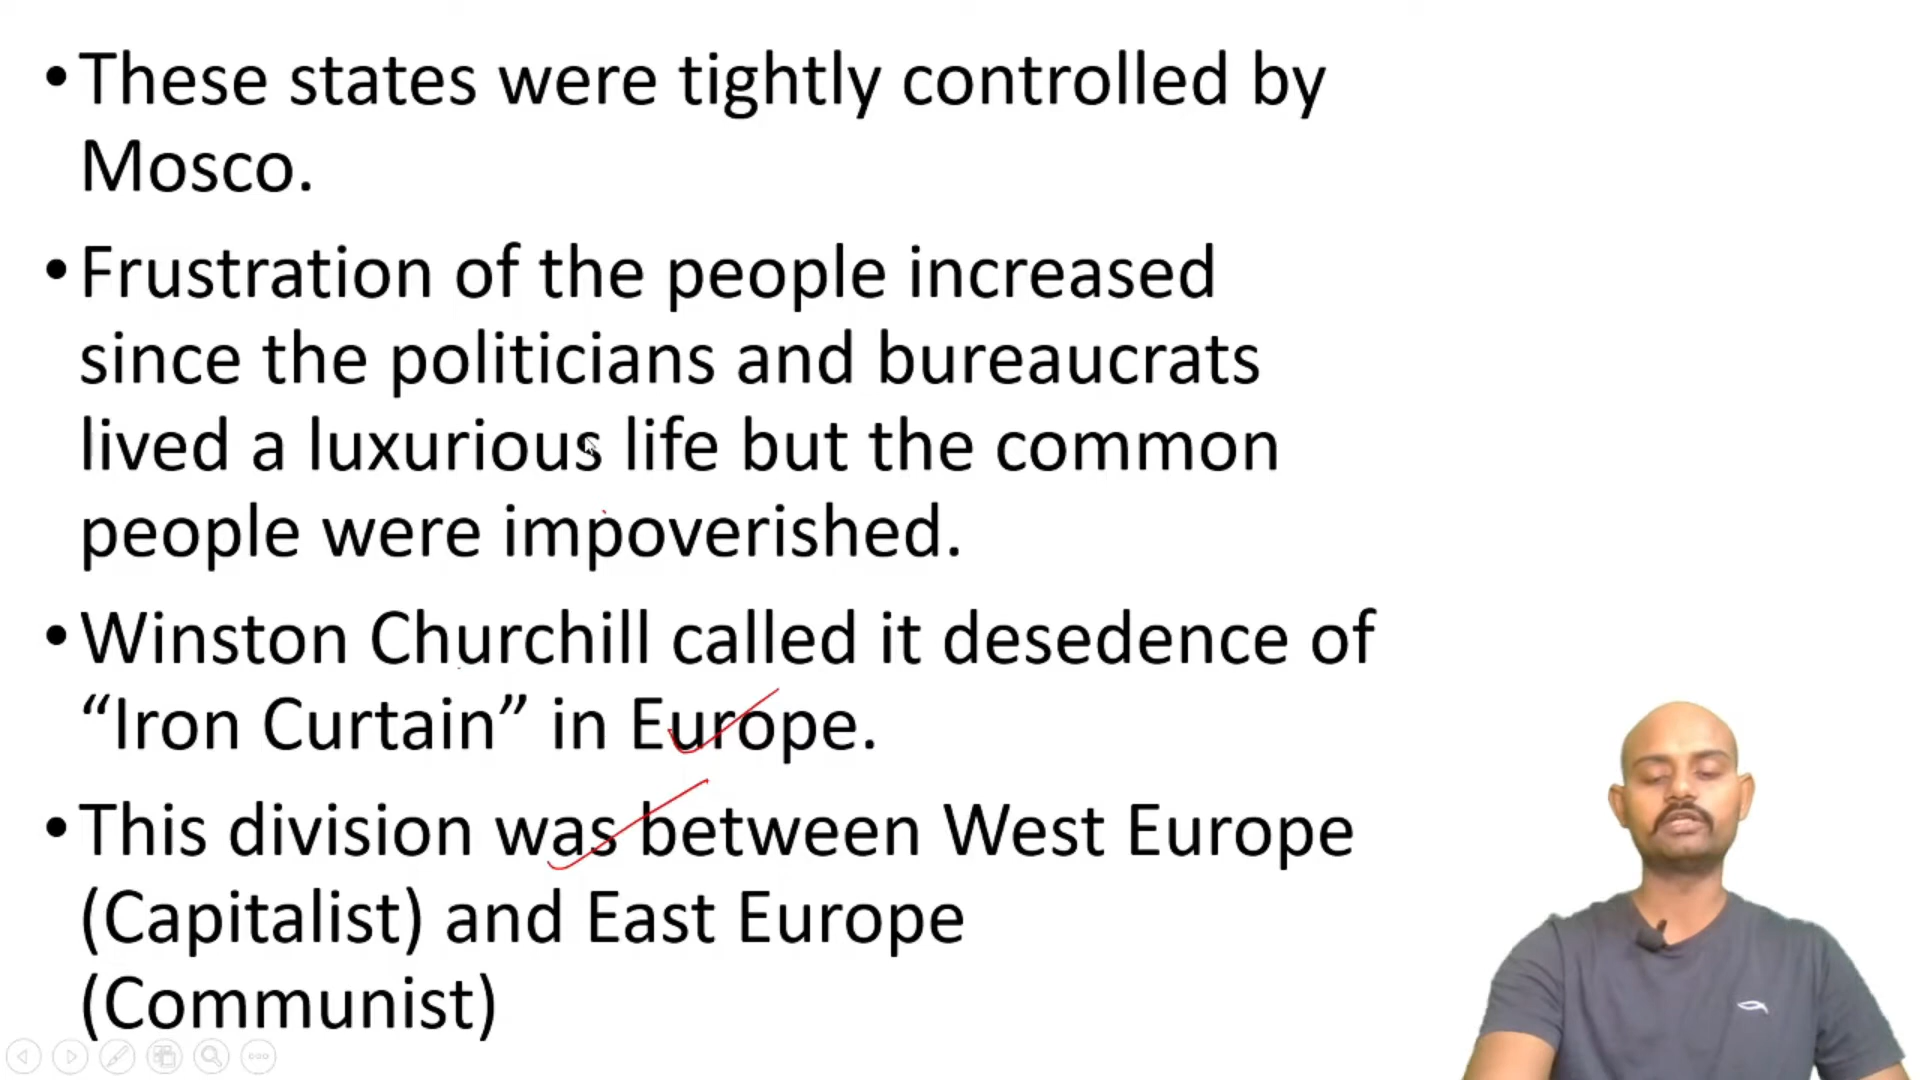 •These states were tightly controlled by
Mosco.
•Frustration of the people increased
since the politicians and bureaucrats
lived a luxurious life but the common
people were impoverished.
•Winston Churchill called it desedence of
“Iron Curtain” in Europe.
•This division was between West Europe
(Capitalist) and East Europe
(Communist)